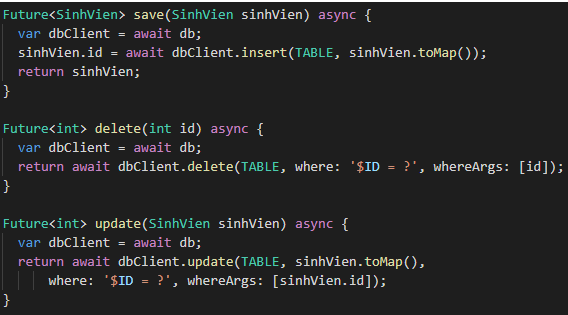 Future<SinhVien> save(SinhVien sinhVien) async {
  var dbClient = await db;
  sinhVien.id = await dbClient.insert(TABLE, sinhVien.toMap());
  return sinhVien;
}

Future<int> delete(int id) async {
  var dbClient = await db;
  return await dbClient.delete(TABLE, where: '$ID = ?', whereArgs: [id]);
}

Future<int> update(SinhVien sinhVien) async {
  var dbClient = await db;
  return await dbClient.update(TABLE, sinhVien.toMap(),
      where: '$ID = ?', whereArgs: [sinhVien.id]);
}